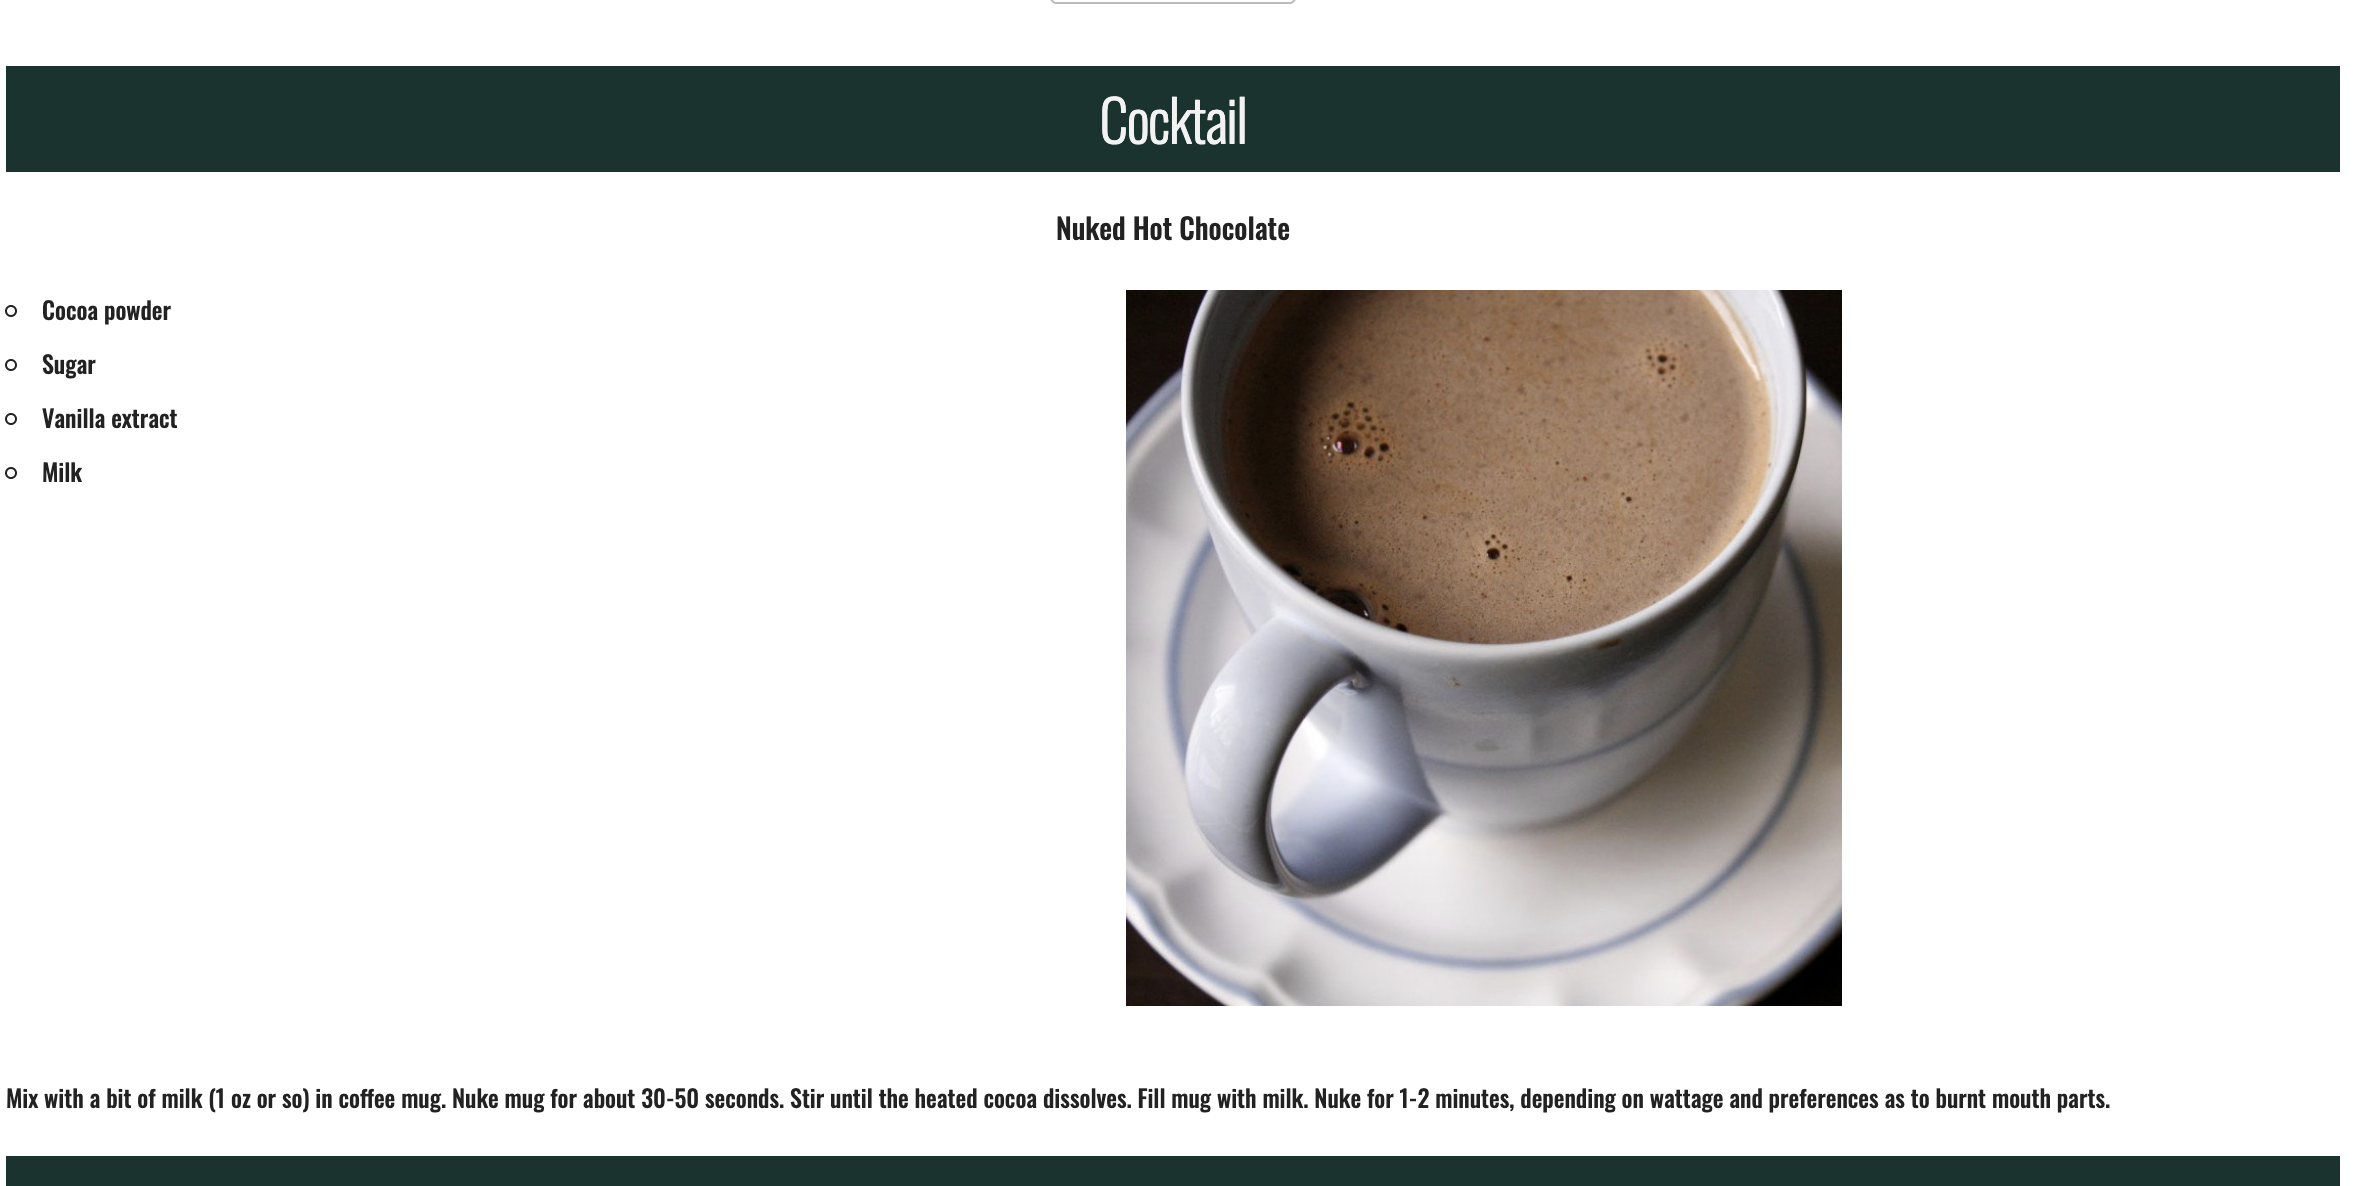 Cocktail
Nuked Hot Chocolate
Cocoa powder
Sugar
Vanilla extract
Milk
Mix with a bit of milk (1 oz or so) in coffee mug. Nuke mug for about 30-50 seconds. Stir until the heated cocoa dissolves. Fill mug with milk. Nuke for 1-2 minutes, depending on wattage and preferences as to burnt mouth parts.